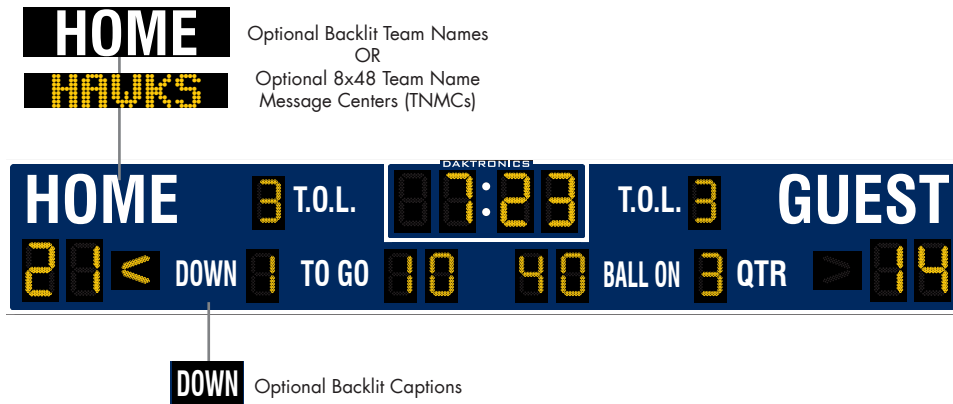 HOME
Optional Backlit Team Names
OR
HAWKS
Optional 8x48 Team Name
Message Centers (TNMCs)
DAKTRONICS
HOME 3 T.O.L. 7:23 T.O.L. 3 GUEST
21 < DOWN 1 TO GO 10 40 BALL ON 3 QTR > 14
DOWN Optional Backlit Captions